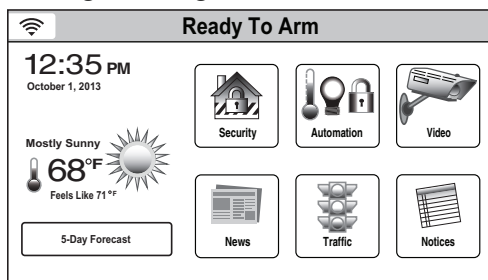 Ready To Arm
12:35 PM
October 1, 2013
Mostly Sunny
68°F
Feels Like 71°F
5-Day Forecast
Security
Automation
Video
News
Traffic
Notices